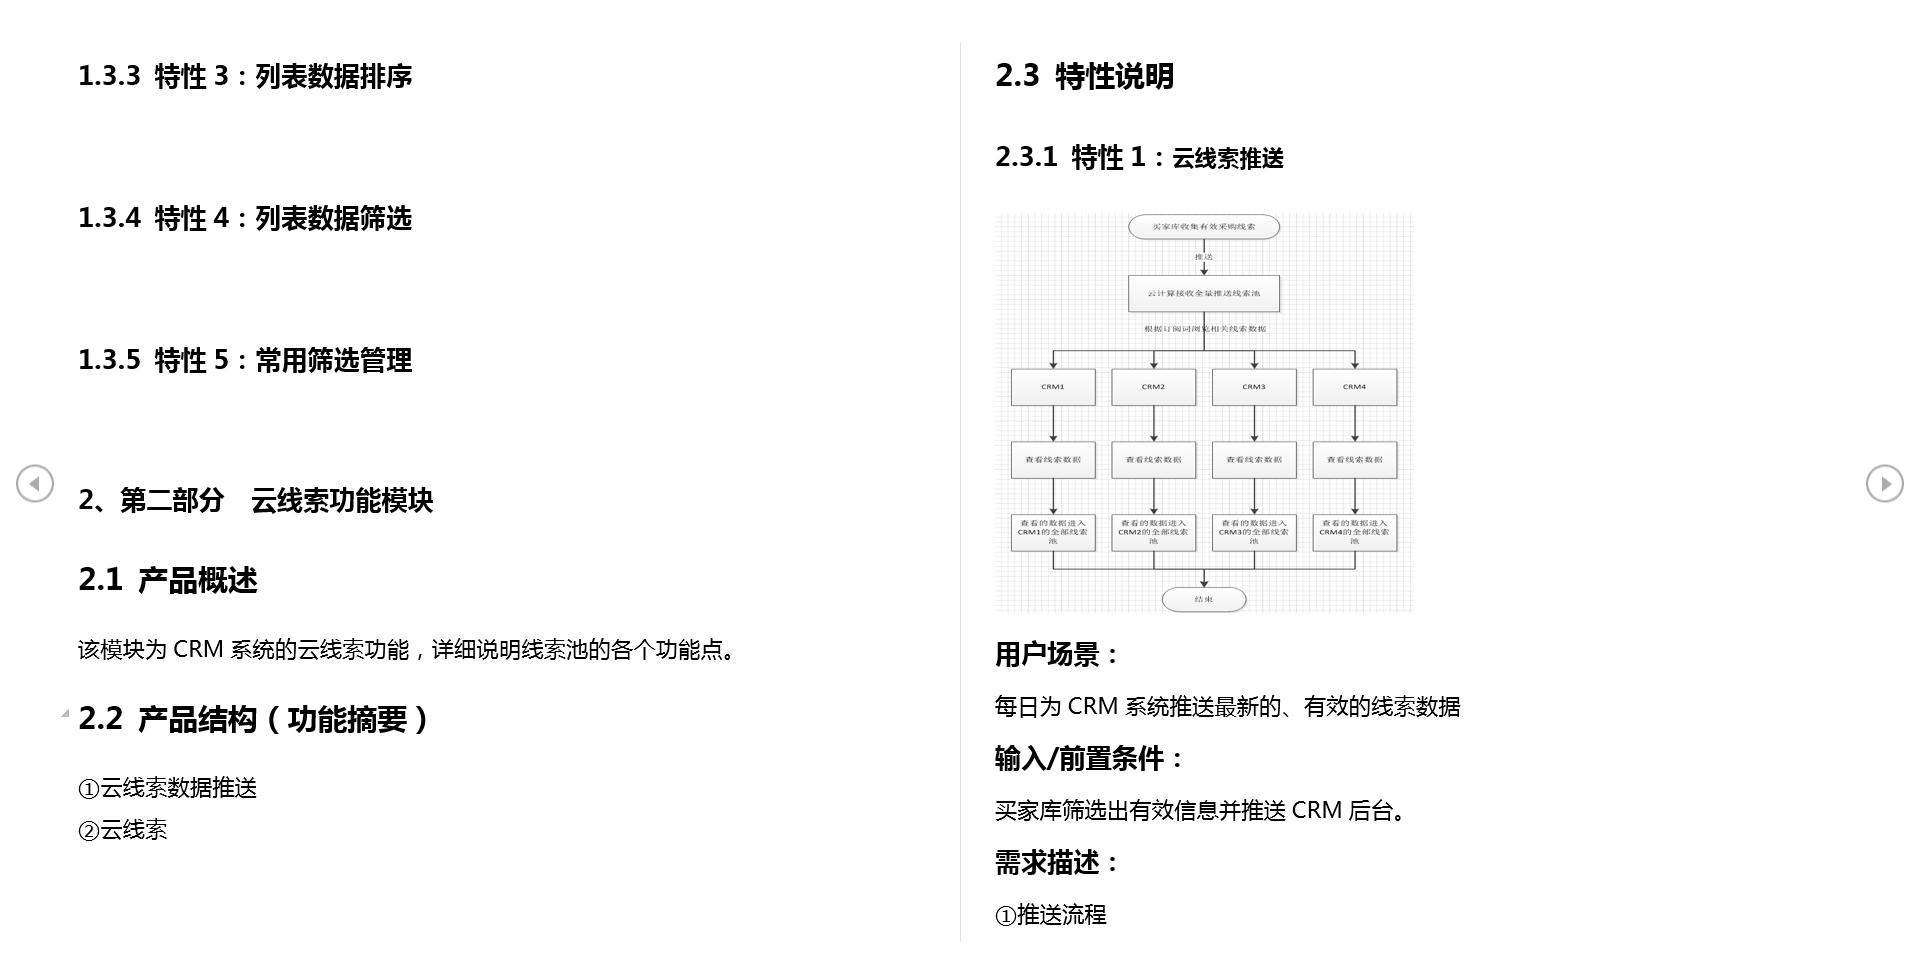 1.3.3 特性 3：列表数据排序
1.3.4 特性 4：列表数据筛选
1.3.5 特性 5：常用筛选管理
2、第二部分　云线索功能模块
2.1 产品概述
该模块为 CRM 系统的云线索功能，详细说明线索池的各个功能点。
2.2 产品结构（功能摘要）
①云线索数据推送
②云线索
2.3 特性说明
2.3.1 特性 1：云线索推送
买家库收集有效采购线索
推送
云计算接收全量推送线索池
根据订阅词浏览相关线索数据
CRM1
CRM2
CRM3
CRM4
查看线索数据
查看线索数据
查看线索数据
查看线索数据
查看的数据进入
CRM1的全部线索
池
查看的数据进入
CRM2的全部线索
池
查看的数据进入
CRM3的全部线索
池
查看的数据进入
CRM4的全部线索
池
结束
用户场景：
每日为 CRM 系统推送最新的、有效的线索数据
输入/前置条件：
买家库筛选出有效信息并推送 CRM 后台。
需求描述：
①推送流程